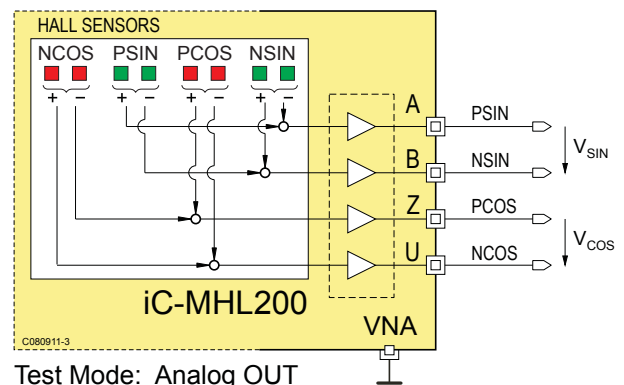 HALL SENSORS
NCOS PSIN PCOS NSIN
+ − + − + − + −
A PSIN
V_SIN
B NSIN
Z PCOS
V_COS
U NCOS
iC-MHL200
VNA
C080911-3
Test Mode: Analog OUT